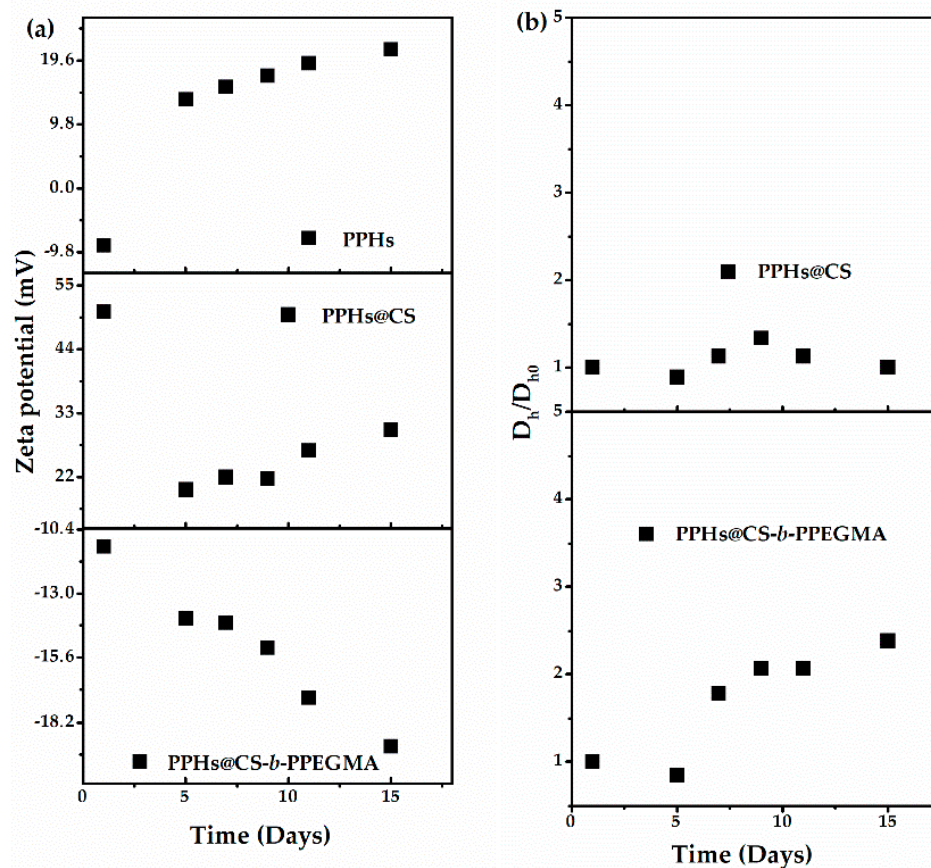 (a)
19.6
9.8
0.0
-9.8
PPHs
55
44
33
22
PPHs@CS
-10.4
-13.0
-15.6
-18.2
PPHs@CS-b-PPEGMA
0 5 10 15
Zeta potential (mV)
Time (Days)
(b)
5
4
3
2
1
PPHs@CS
5
4
3
2
1
PPHs@CS-b-PPEGMA
0 5 10 15
Dh/Dh0
Time (Days)